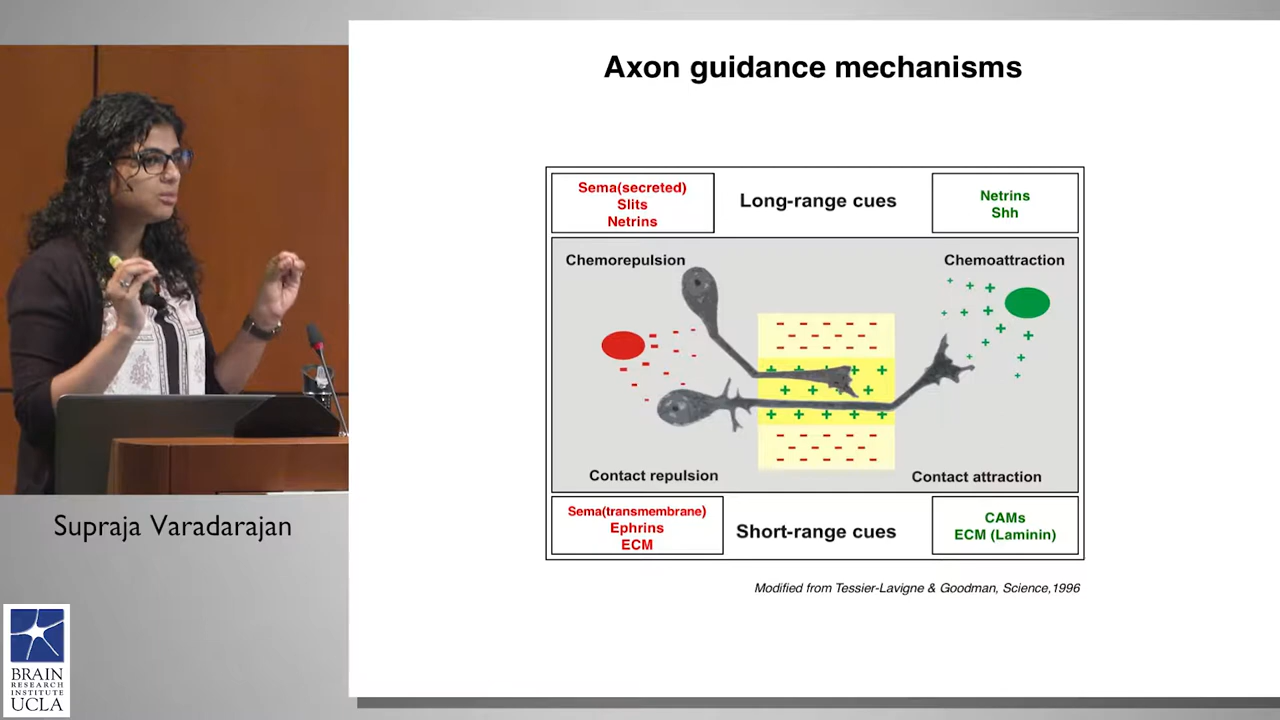 Axon guidance mechanisms
Sema(secreted)
Slits
Netrins
Long-range cues
Netrins
Shh
Chemorepulsion
Chemoattraction
Contact repulsion
Contact attraction
Sema(transmembrane)
Ephrins
ECM
Short-range cues
CAMs
ECM (Laminin)
Modified from Tessier-Lavigne & Goodman, Science,1996
Supraja Varadarajan
BRAIN
RESEARCH
INSTITUTE
UCLA